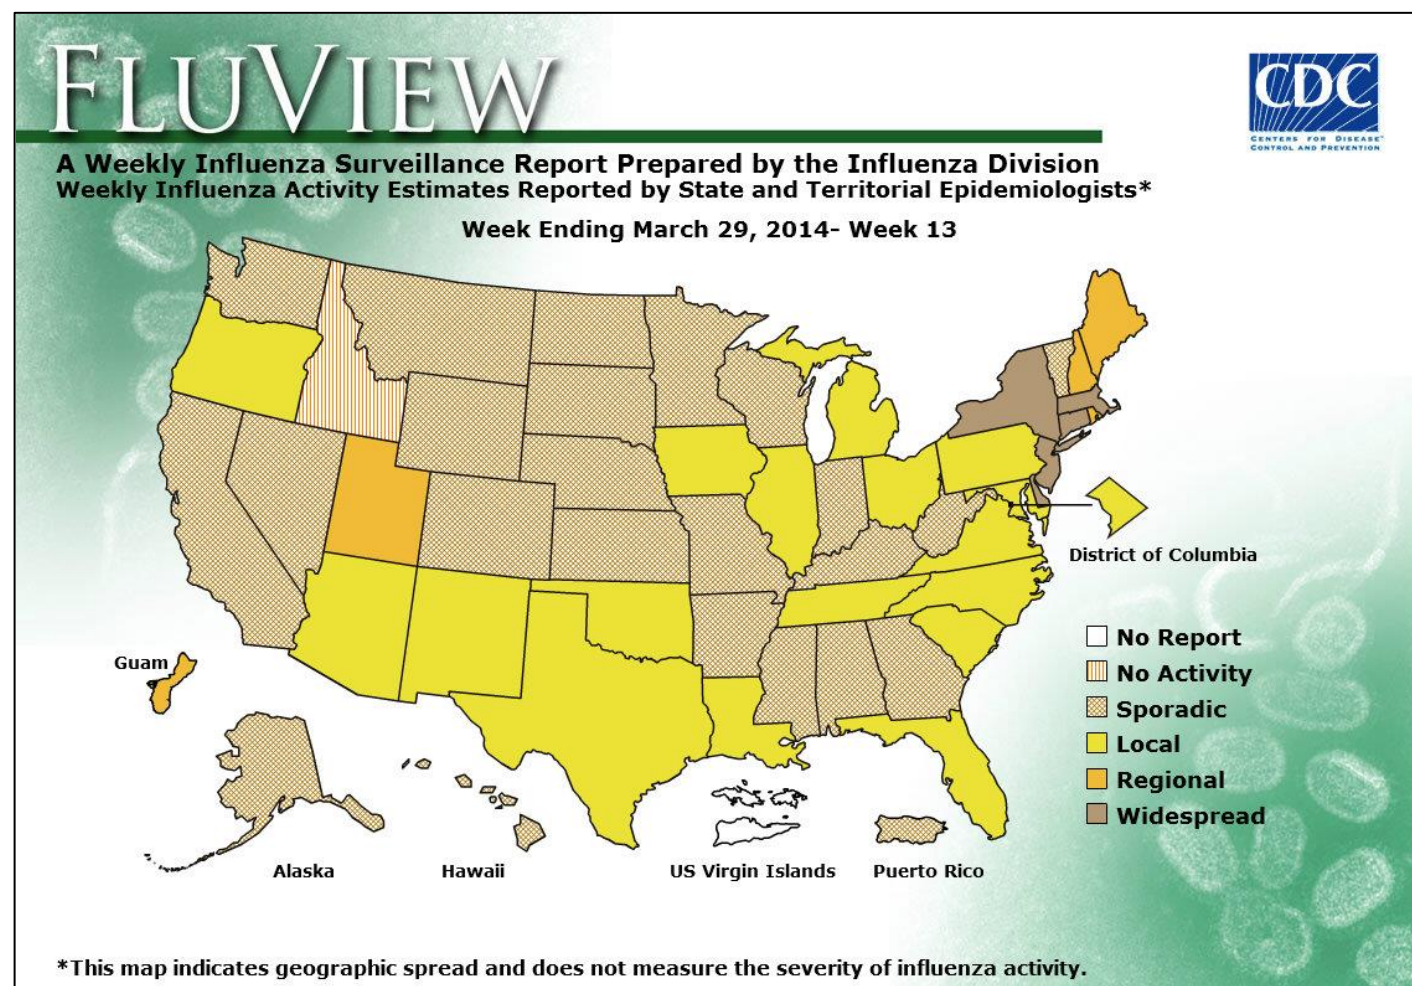 FLUVIEW
CDC
CENTERS FOR DISEASE™
CONTROL AND PREVENTION
A Weekly Influenza Surveillance Report Prepared by the Influenza Division
Weekly Influenza Activity Estimates Reported by State and Territorial Epidemiologists*
Week Ending March 29, 2014- Week 13
District of Columbia
No Report
No Activity
Sporadic
Local
Regional
Widespread
Guam
Alaska
Hawaii
US Virgin Islands
Puerto Rico
*This map indicates geographic spread and does not measure the severity of influenza activity.